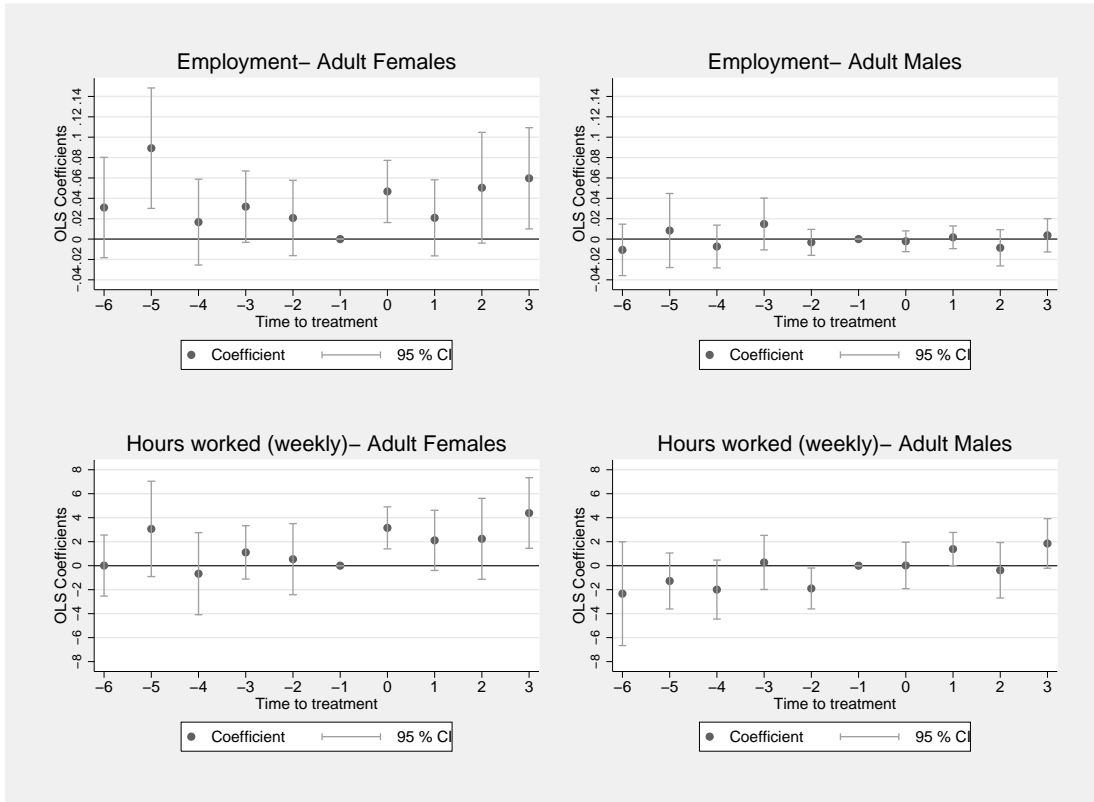 Employment− Adult Females
OLS Coefficients
−.04 −.02 0 .02 .04 .06 .08 .1 .12 .14
−6 −5 −4 −3 −2 −1 0 1 2 3
Time to treatment
Coefficient 95 % CI
Employment− Adult Males
OLS Coefficients
−.04 −.02 0 .02 .04 .06 .08 .1 .12 .14
−6 −5 −4 −3 −2 −1 0 1 2 3
Time to treatment
Coefficient 95 % CI
Hours worked (weekly)− Adult Females
OLS Coefficients
−8 −6 −4 −2 0 2 4 6 8
−6 −5 −4 −3 −2 −1 0 1 2 3
Time to treatment
Coefficient 95 % CI
Hours worked (weekly)− Adult Males
OLS Coefficients
−8 −6 −4 −2 0 2 4 6 8
−6 −5 −4 −3 −2 −1 0 1 2 3
Time to treatment
Coefficient 95 % CI